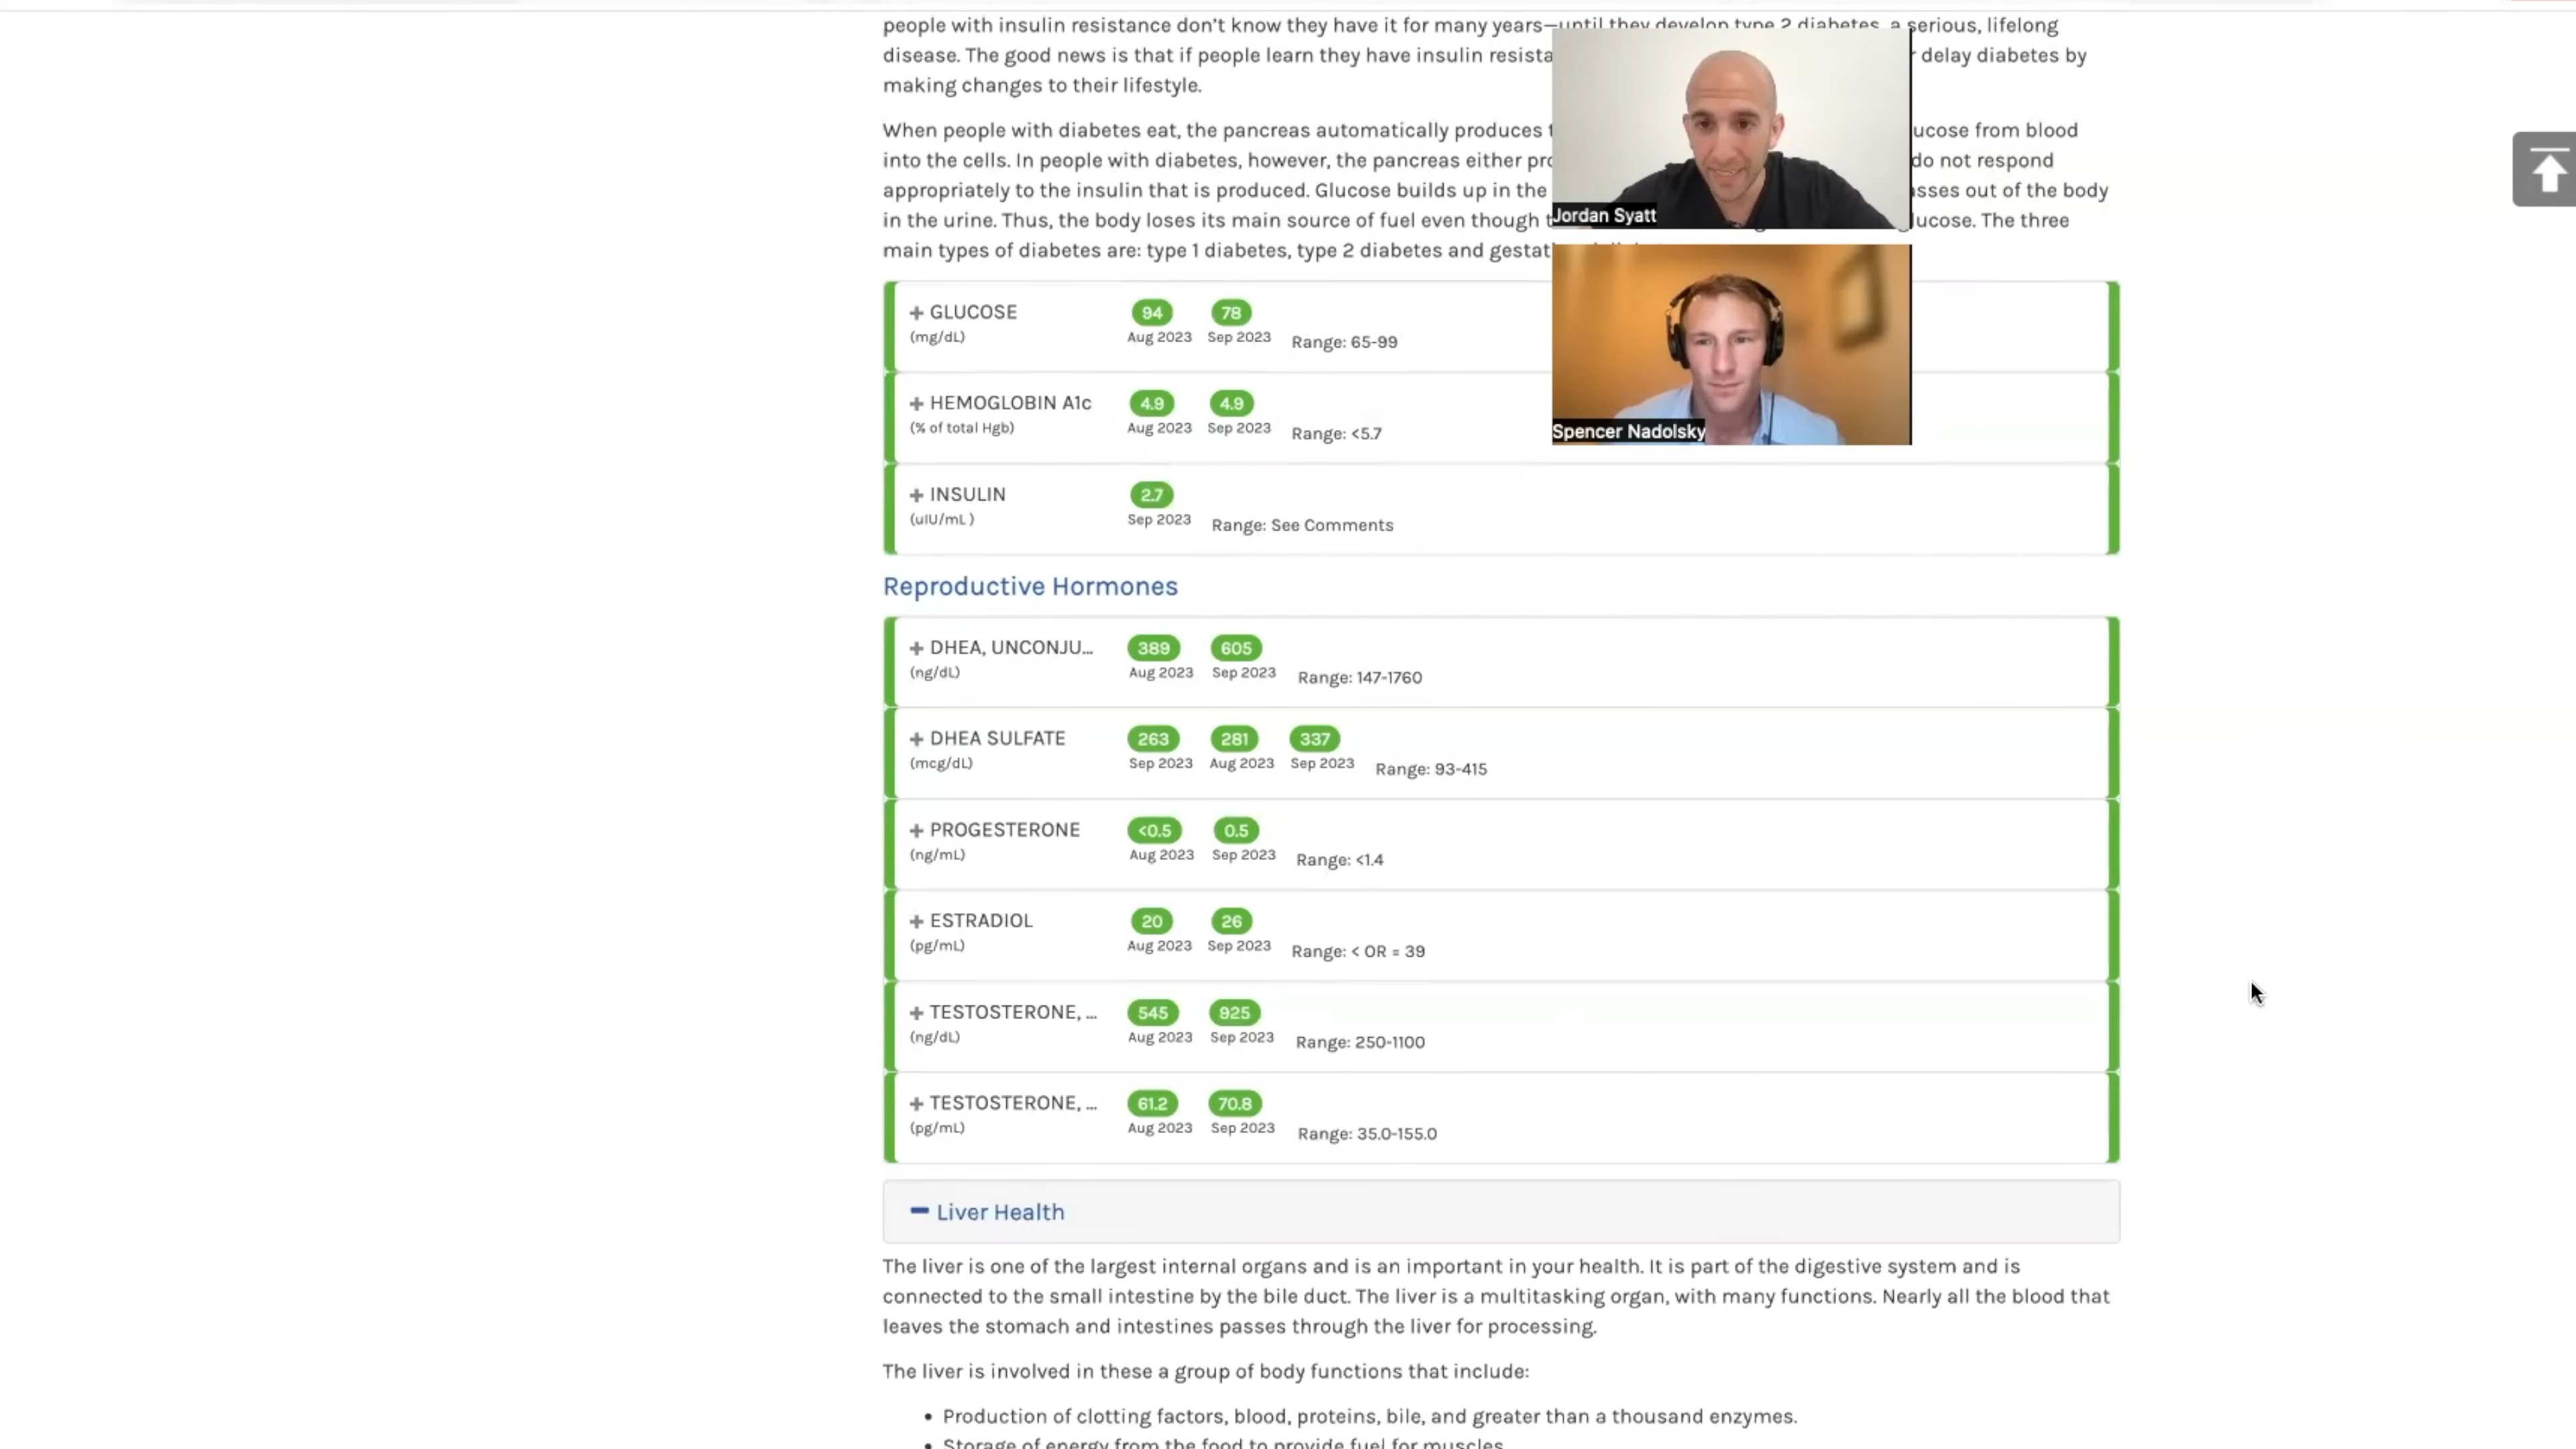 people with insulin resistance don't know they have it for many years—until they develop type 2 diabetes, a serious, lifelong
disease. The good news is that if people learn they have insulin resista delay diabetes by
making changes to their lifestyle.
When people with diabetes eat, the pancreas automatically produces ucose from blood
into the cells. In people with diabetes, however, the pancreas either pro do not respond
appropriately to the insulin that is produced. Glucose builds up in the asses out of the body
in the urine. Thus, the body loses its main source of fuel even though t lucose. The three
main types of diabetes are: type 1 diabetes, type 2 diabetes and gestat
Jordan Syatt
Spencer Nadolsky
+ GLUCOSE 94 78
(mg/dL) Aug 2023 Sep 2023 Range: 65-99
+ HEMOGLOBIN A1c 4.9 4.9
(% of total Hgb) Aug 2023 Sep 2023 Range: <5.7
+ INSULIN 2.7
(uIU/mL ) Sep 2023 Range: See Comments
Reproductive Hormones
+ DHEA, UNCONJU... 389 605
(ng/dL) Aug 2023 Sep 2023 Range: 147-1760
+ DHEA SULFATE 263 281 337
(mcg/dL) Sep 2023 Aug 2023 Sep 2023 Range: 93-415
+ PROGESTERONE <0.5 0.5
(ng/mL) Aug 2023 Sep 2023 Range: <1.4
+ ESTRADIOL 20 26
(pg/mL) Aug 2023 Sep 2023 Range: < OR = 39
+ TESTOSTERONE, ... 545 925
(ng/dL) Aug 2023 Sep 2023 Range: 250-1100
+ TESTOSTERONE, ... 61.2 70.8
(pg/mL) Aug 2023 Sep 2023 Range: 35.0-155.0
Liver Health
The liver is one of the largest internal organs and is an important in your health. It is part of the digestive system and is
connected to the small intestine by the bile duct. The liver is a multitasking organ, with many functions. Nearly all the blood that
leaves the stomach and intestines passes through the liver for processing.
The liver is involved in these a group of body functions that include:
• Production of clotting factors, blood, proteins, bile, and greater than a thousand enzymes.
• Storage of energy from the food to provide fuel for muscles